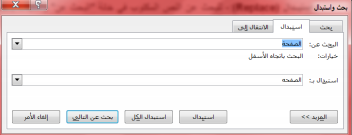 بحث واستبدال
بحث استبدال الانتقال إلى
البحث عن: الصفحة
خيارات: البحث باتجاه الأسفل
استبدال بـ: الصفحة
المزيد >> استبدال استبدال الكل بحث عن التالي إلغاء الأمر